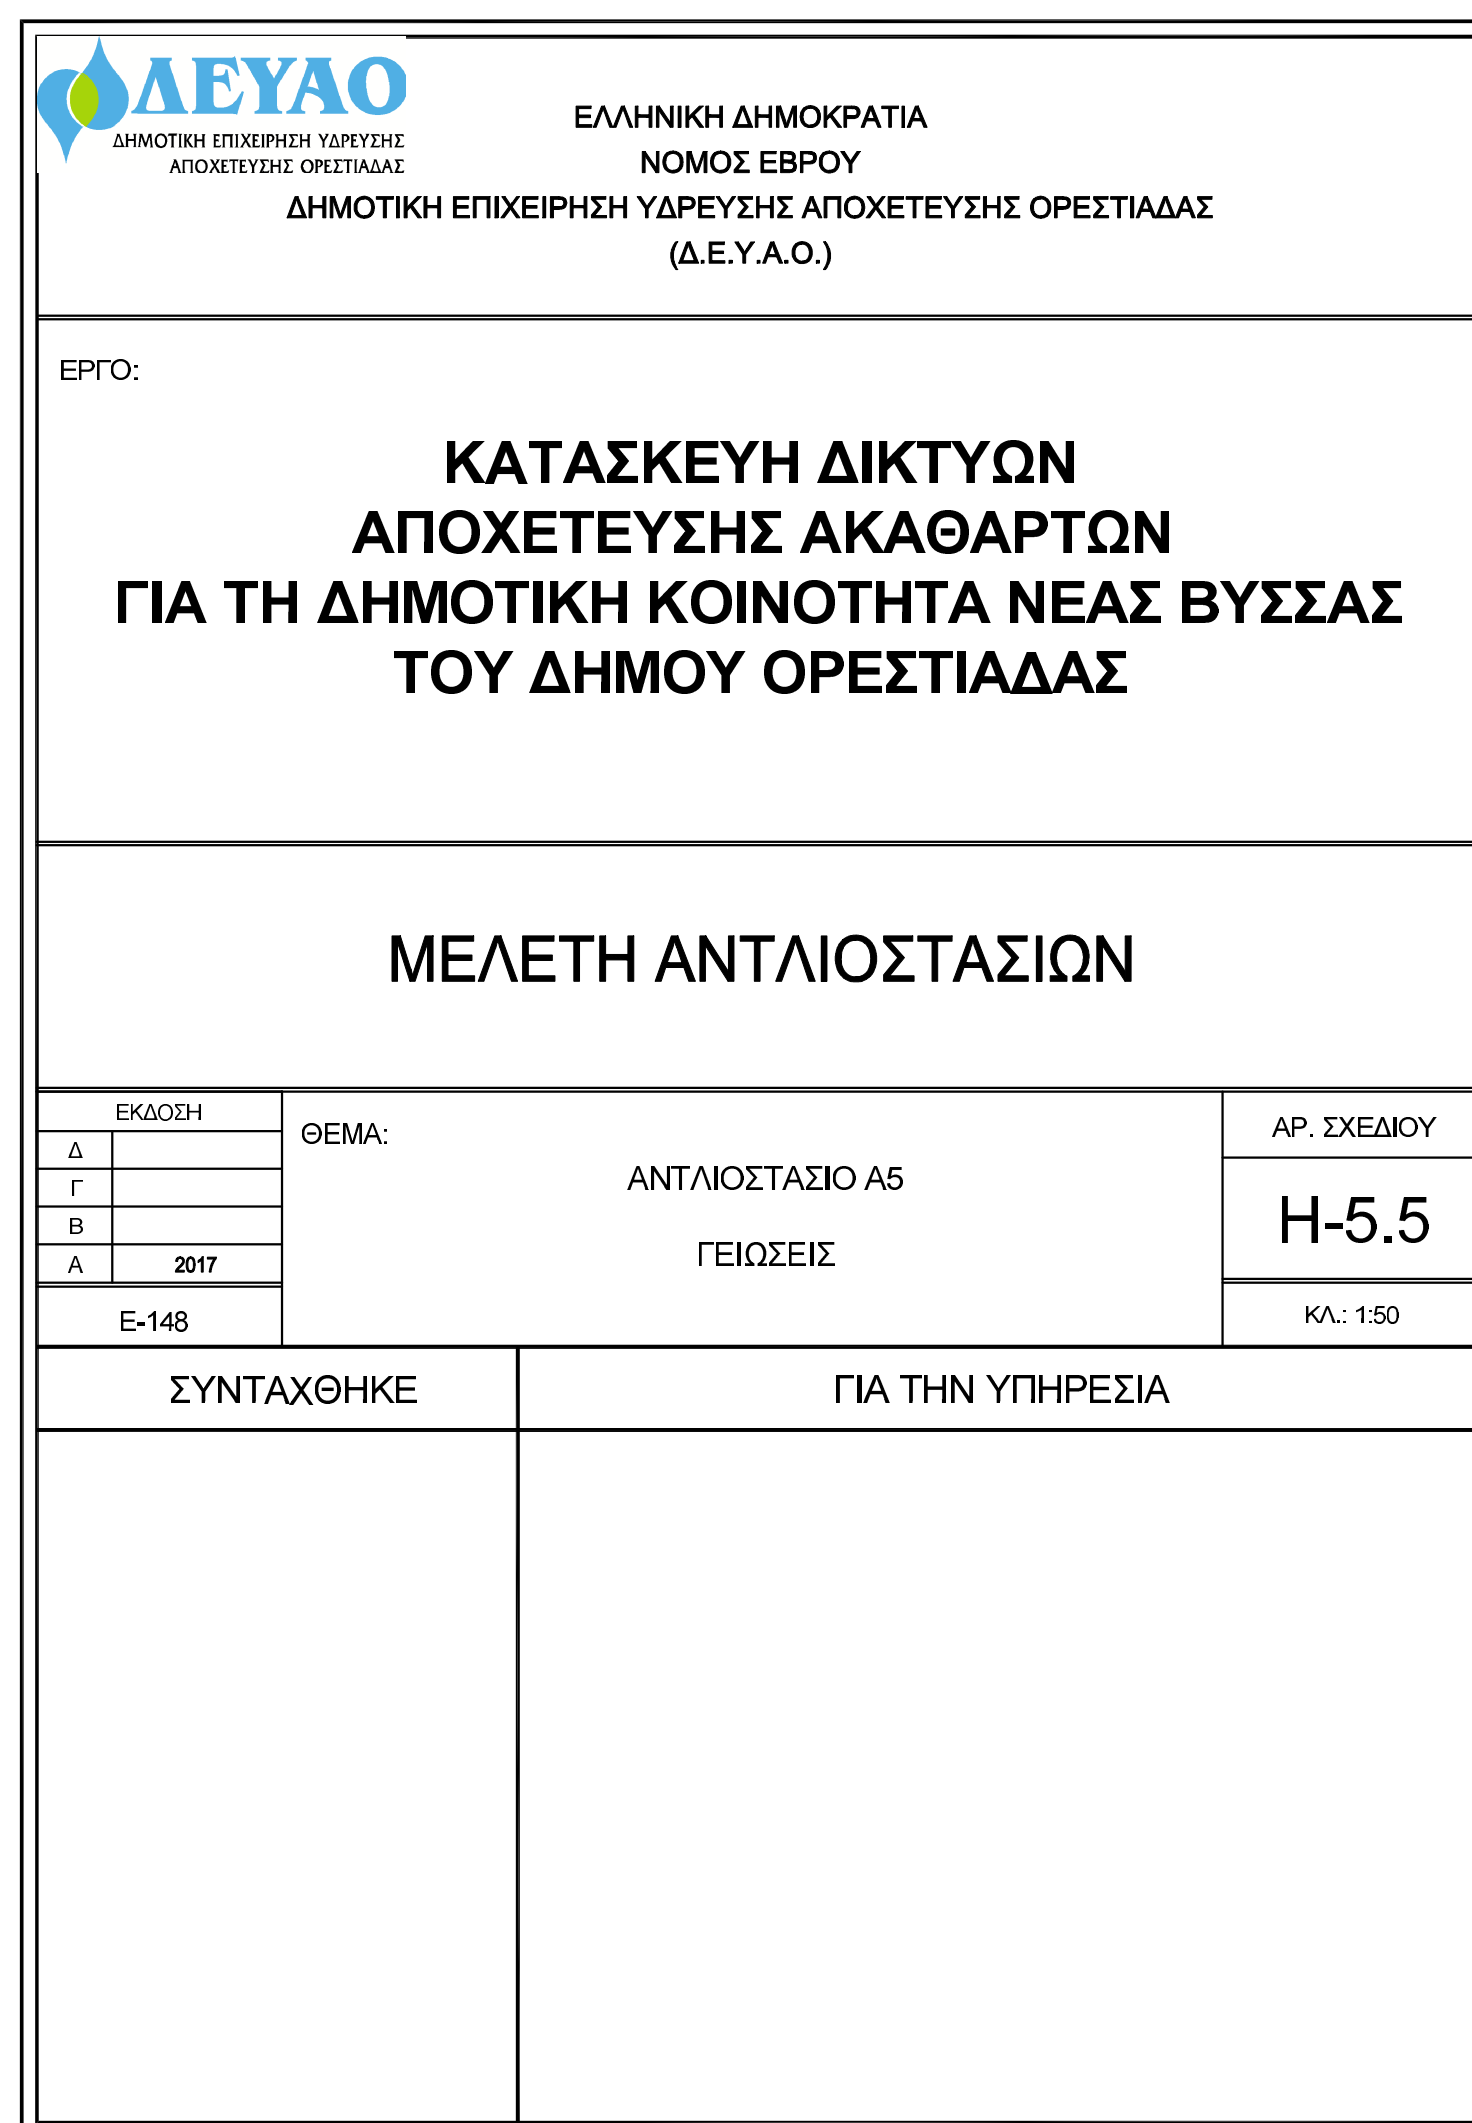 ΔΕΥΑΟ
ΔΗΜΟΤΙΚΗ ΕΠΙΧΕΙΡΗΣΗ ΥΔΡΕΥΣΗΣ
ΑΠΟΧΕΤΕΥΣΗΣ ΟΡΕΣΤΙΑΔΑΣ
ΕΛΛΗΝΙΚΗ ΔΗΜΟΚΡΑΤΙΑ
ΝΟΜΟΣ ΕΒΡΟΥ
ΔΗΜΟΤΙΚΗ ΕΠΙΧΕΙΡΗΣΗ ΥΔΡΕΥΣΗΣ ΑΠΟΧΕΤΕΥΣΗΣ ΟΡΕΣΤΙΑΔΑΣ
(Δ.Ε.Υ.Α.Ο.)
ΕΡΓΟ:
ΚΑΤΑΣΚΕΥΗ ΔΙΚΤΥΩΝ
ΑΠΟΧΕΤΕΥΣΗΣ ΑΚΑΘΑΡΤΩΝ
ΓΙΑ ΤΗ ΔΗΜΟΤΙΚΗ ΚΟΙΝΟΤΗΤΑ ΝΕΑΣ ΒΥΣΣΑΣ
ΤΟΥ ΔΗΜΟΥ ΟΡΕΣΤΙΑΔΑΣ
ΜΕΛΕΤΗ ΑΝΤΛΙΟΣΤΑΣΙΩΝ
ΕΚΔΟΣΗ
Δ
Γ
Β
Α 2017
Ε-148
ΘΕΜΑ:
ΑΝΤΛΙΟΣΤΑΣΙΟ Α5
ΓΕΙΩΣΕΙΣ
ΑΡ. ΣΧΕΔΙΟΥ
Η-5.5
ΚΛ.: 1:50
ΣΥΝΤΑΧΘΗΚΕ
ΓΙΑ ΤΗΝ ΥΠΗΡΕΣΙΑ